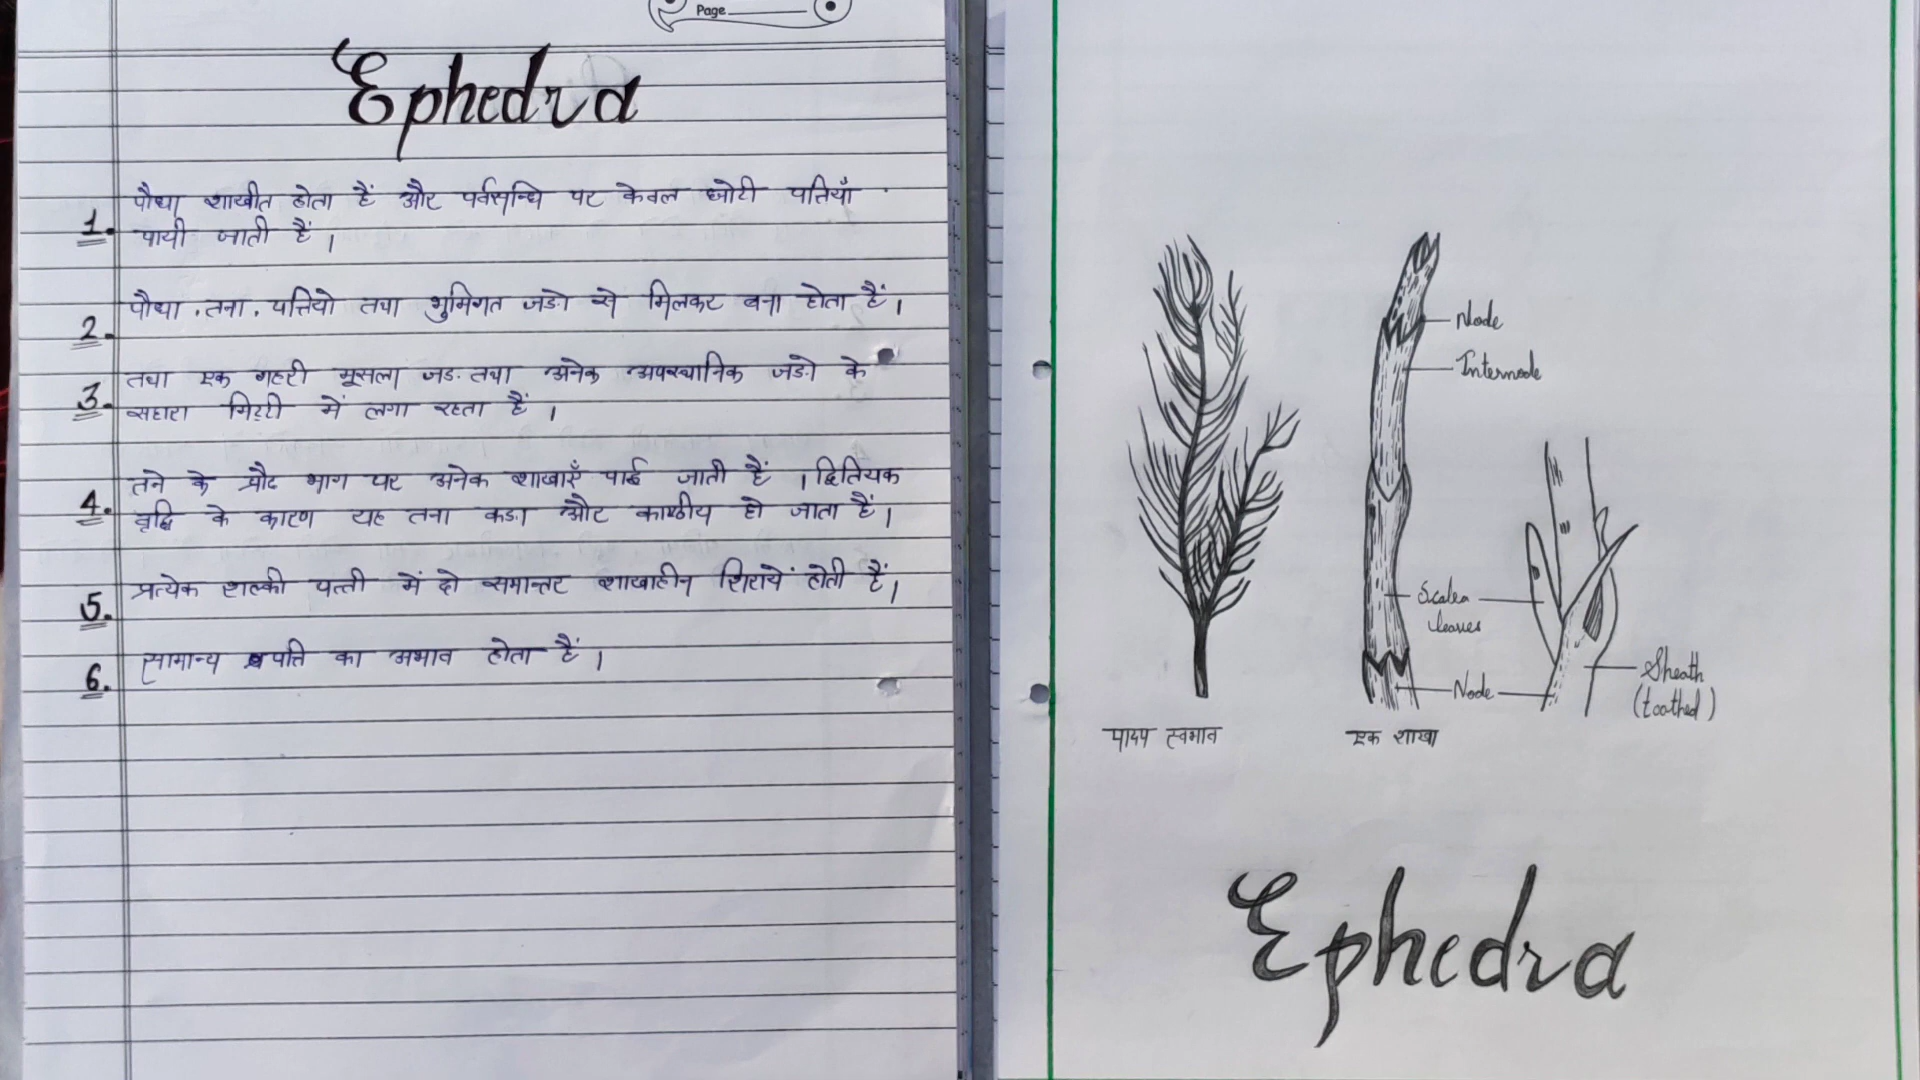 Page
Ephedra
1. पौधा शाखीत होता हैं और पर्वसन्धि पर केवल छोटी पतियाँ
पायी जाती हैं।
2. पौधा . तना . पत्तियो तथा भुमिगत जडो से मिलकर बना होता हैं।
3. तथा एक गहरी मूसला जड. तथा अनेक अपस्थानिक जडो के
सहारा मिट्टी में लगा रहता हैं।
4. तने के प्रौद भाग पर अनेक शाखाएँ पाई जाती हैं । द्वितियक
वृद्धि के कारण यह तना कडा और काष्ठीय हो जाता हैं।
5. प्रत्येक शल्की पत्ती में दो समान्तर शाखाहीन शिरायें होती हैं।
6. सामान्य पत्ति का अभाव होता हैं।
Node
Internode
Scalea
leaves
Node
Sheath
(toothed)
पादप स्वभाव
एक शाखा
Ephedra